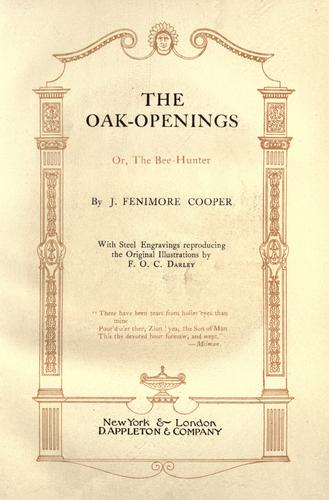 THE
OAK-OPENINGS
Or, The Bee-Hunter
By J. FENIMORE COOPER
With Steel Engravings reproducing
the Original Illustrations by
F. O. C. DARLEY
"There have been tears from holier eyes than
mine
Pour'd o'er thee, Zion! yea, the Son of Man
This thy devoted hour foresaw, and wept."
—Milman.
New York & London
D. APPLETON & COMPANY